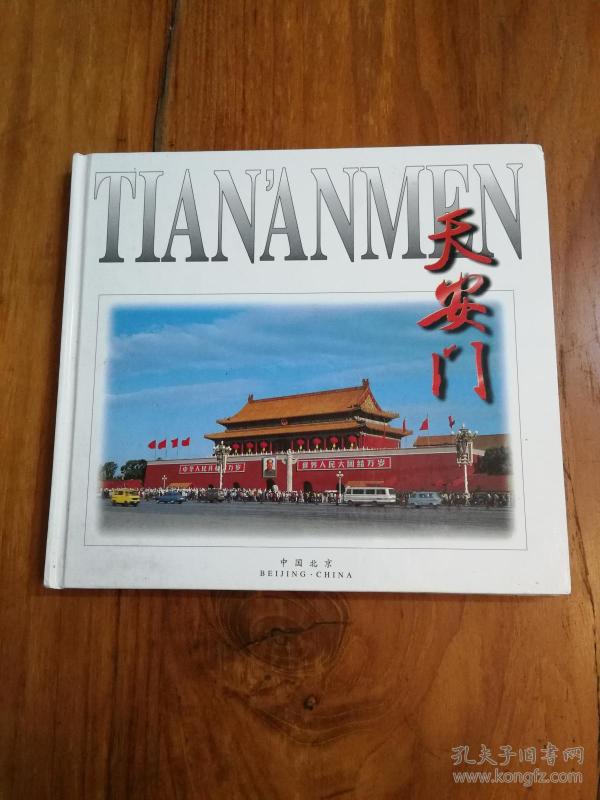 TIAN'ANMEN
天安门
中华人民共和国万岁
世界人民大团结万岁
中国北京
BEIJING·CHINA
孔夫子旧书网
www.kongfz.com